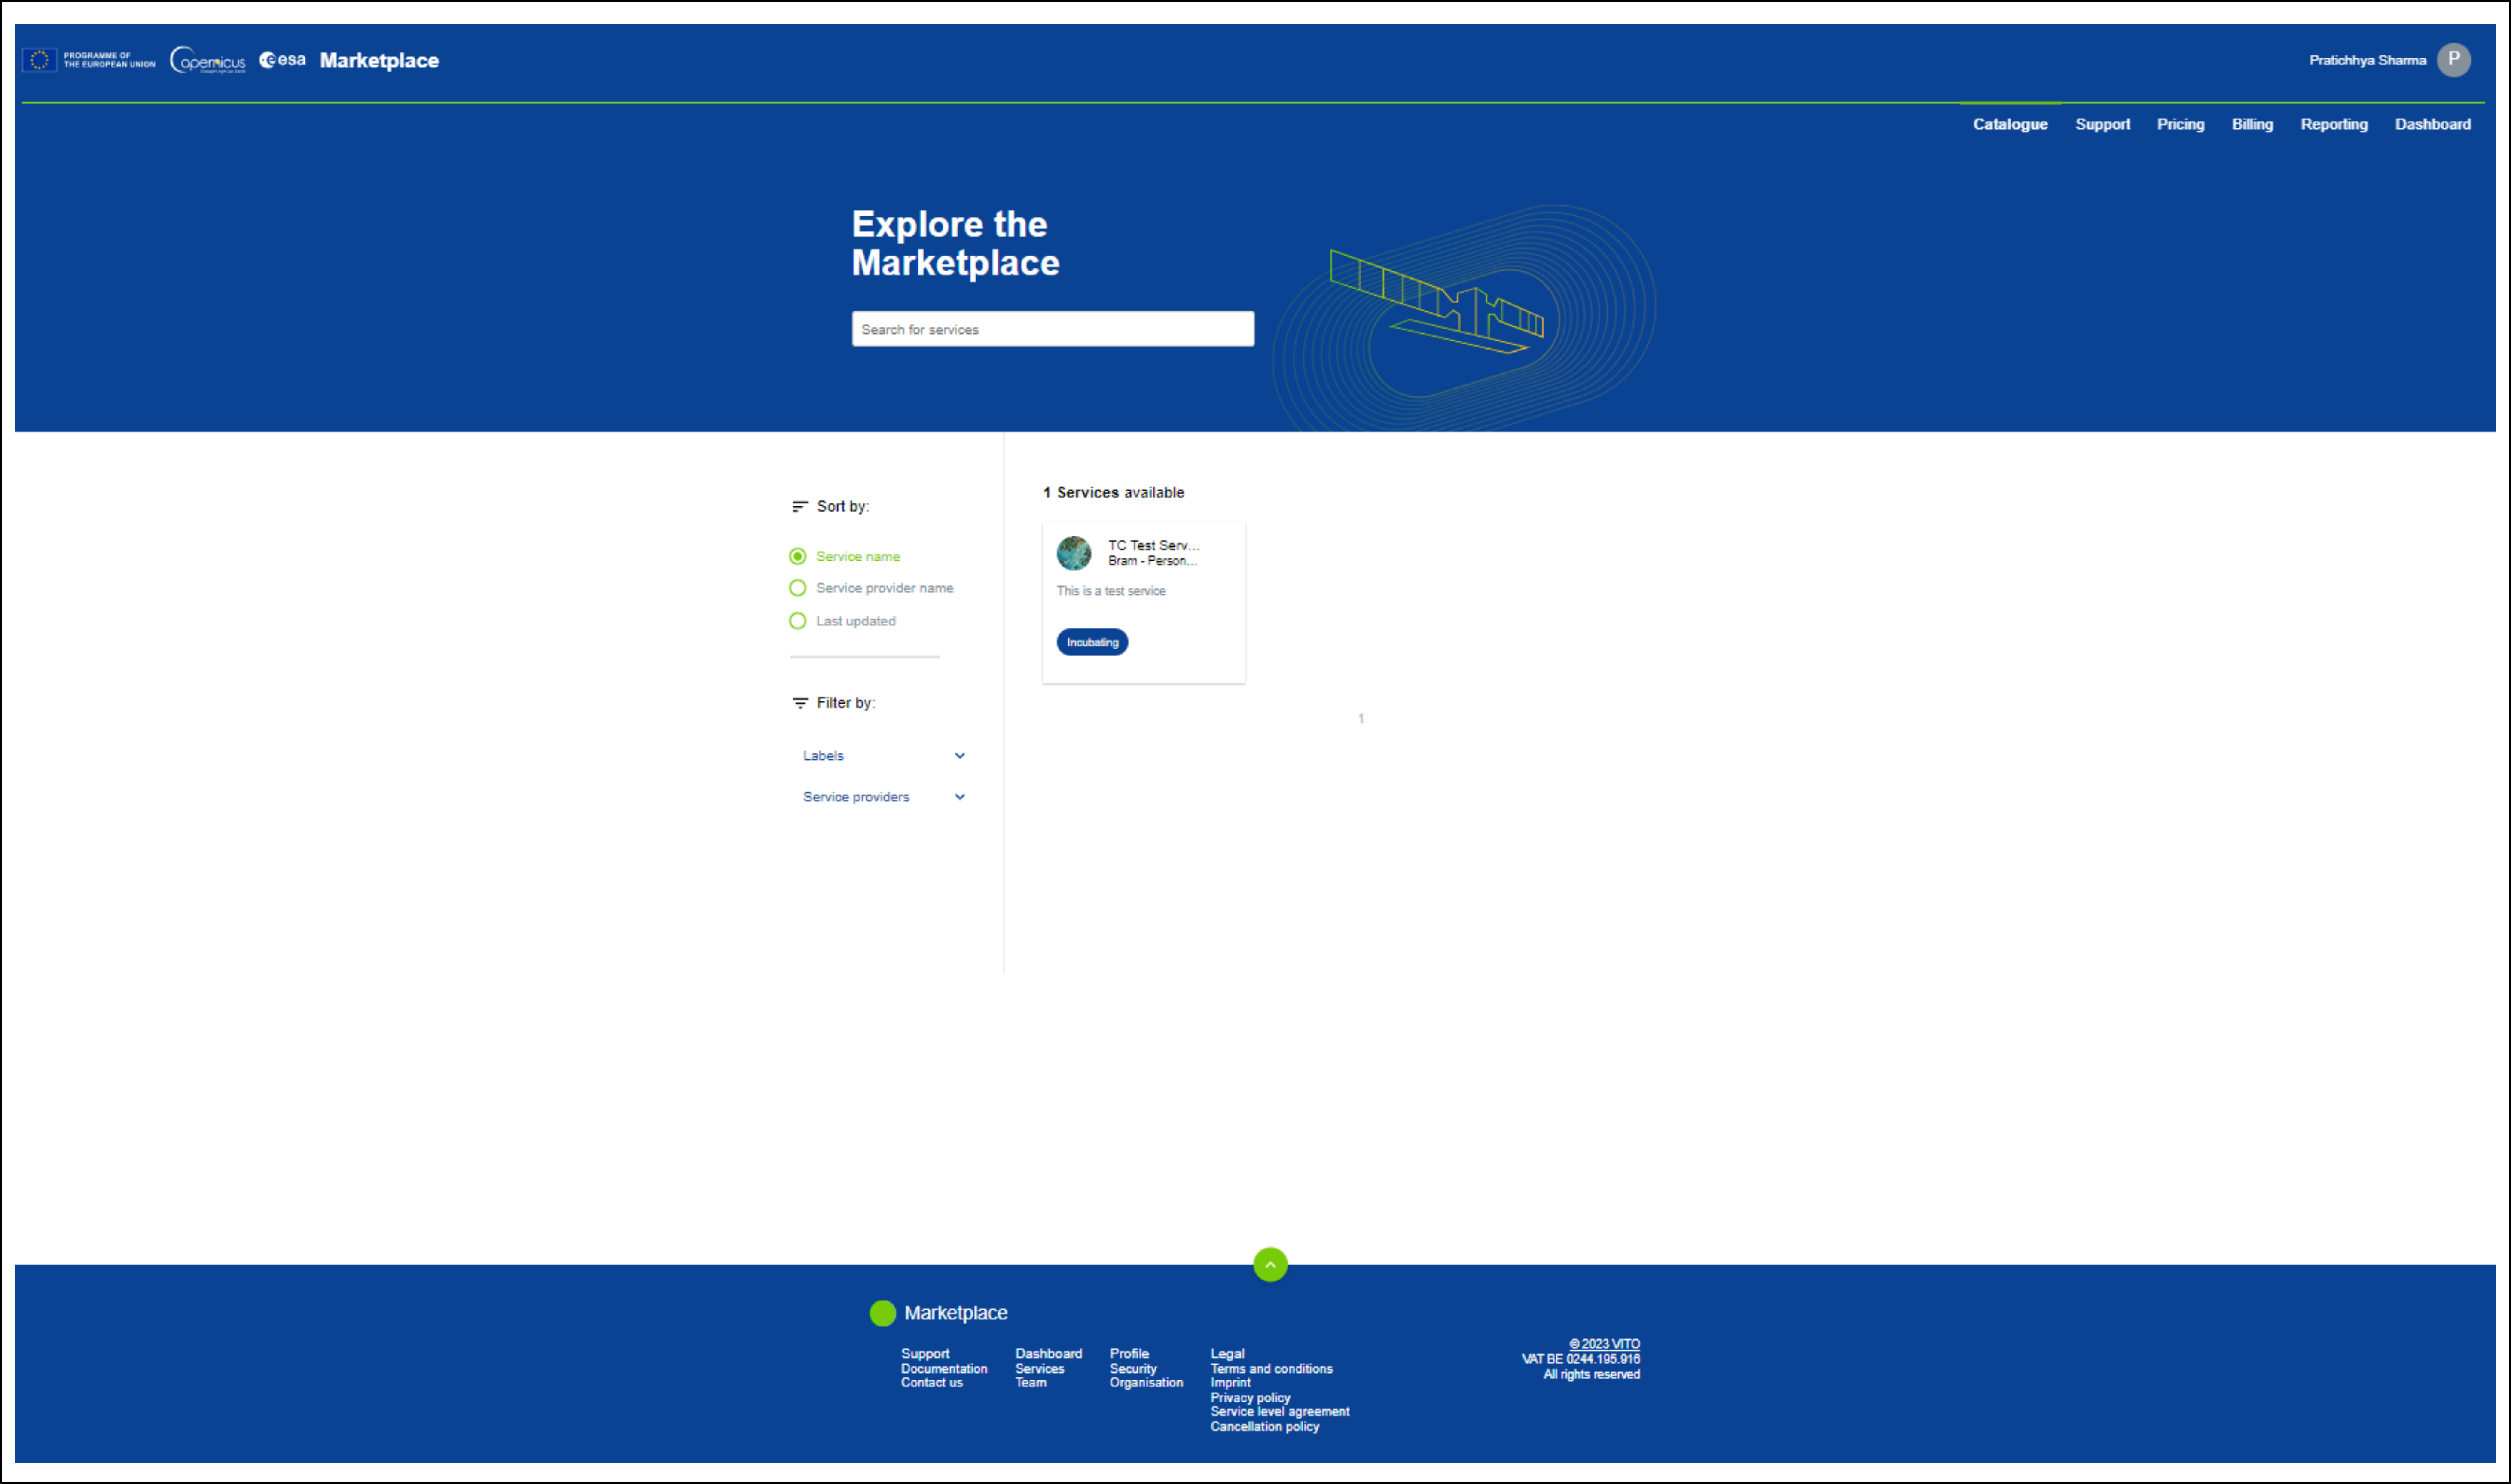 PROGRAMME OF
THE EUROPEAN UNION
opernicus
esa
Marketplace
Pratichhya Sharma
P
Catalogue
Support
Pricing
Billing
Reporting
Dashboard
Explore the
Marketplace
Search for services
Sort by:
Service name
Service provider name
Last updated
Filter by:
Labels
Service providers
1 Services available
TC Test Serv...
Bram - Person...
This is a test service
Incubating
1
Marketplace
Support
Documentation
Contact us
Dashboard
Services
Team
Profile
Security
Organisation
Legal
Terms and conditions
Imprint
Privacy policy
Service level agreement
Cancellation policy
© 2023 VITO
VAT BE 0244.195.916
All rights reserved